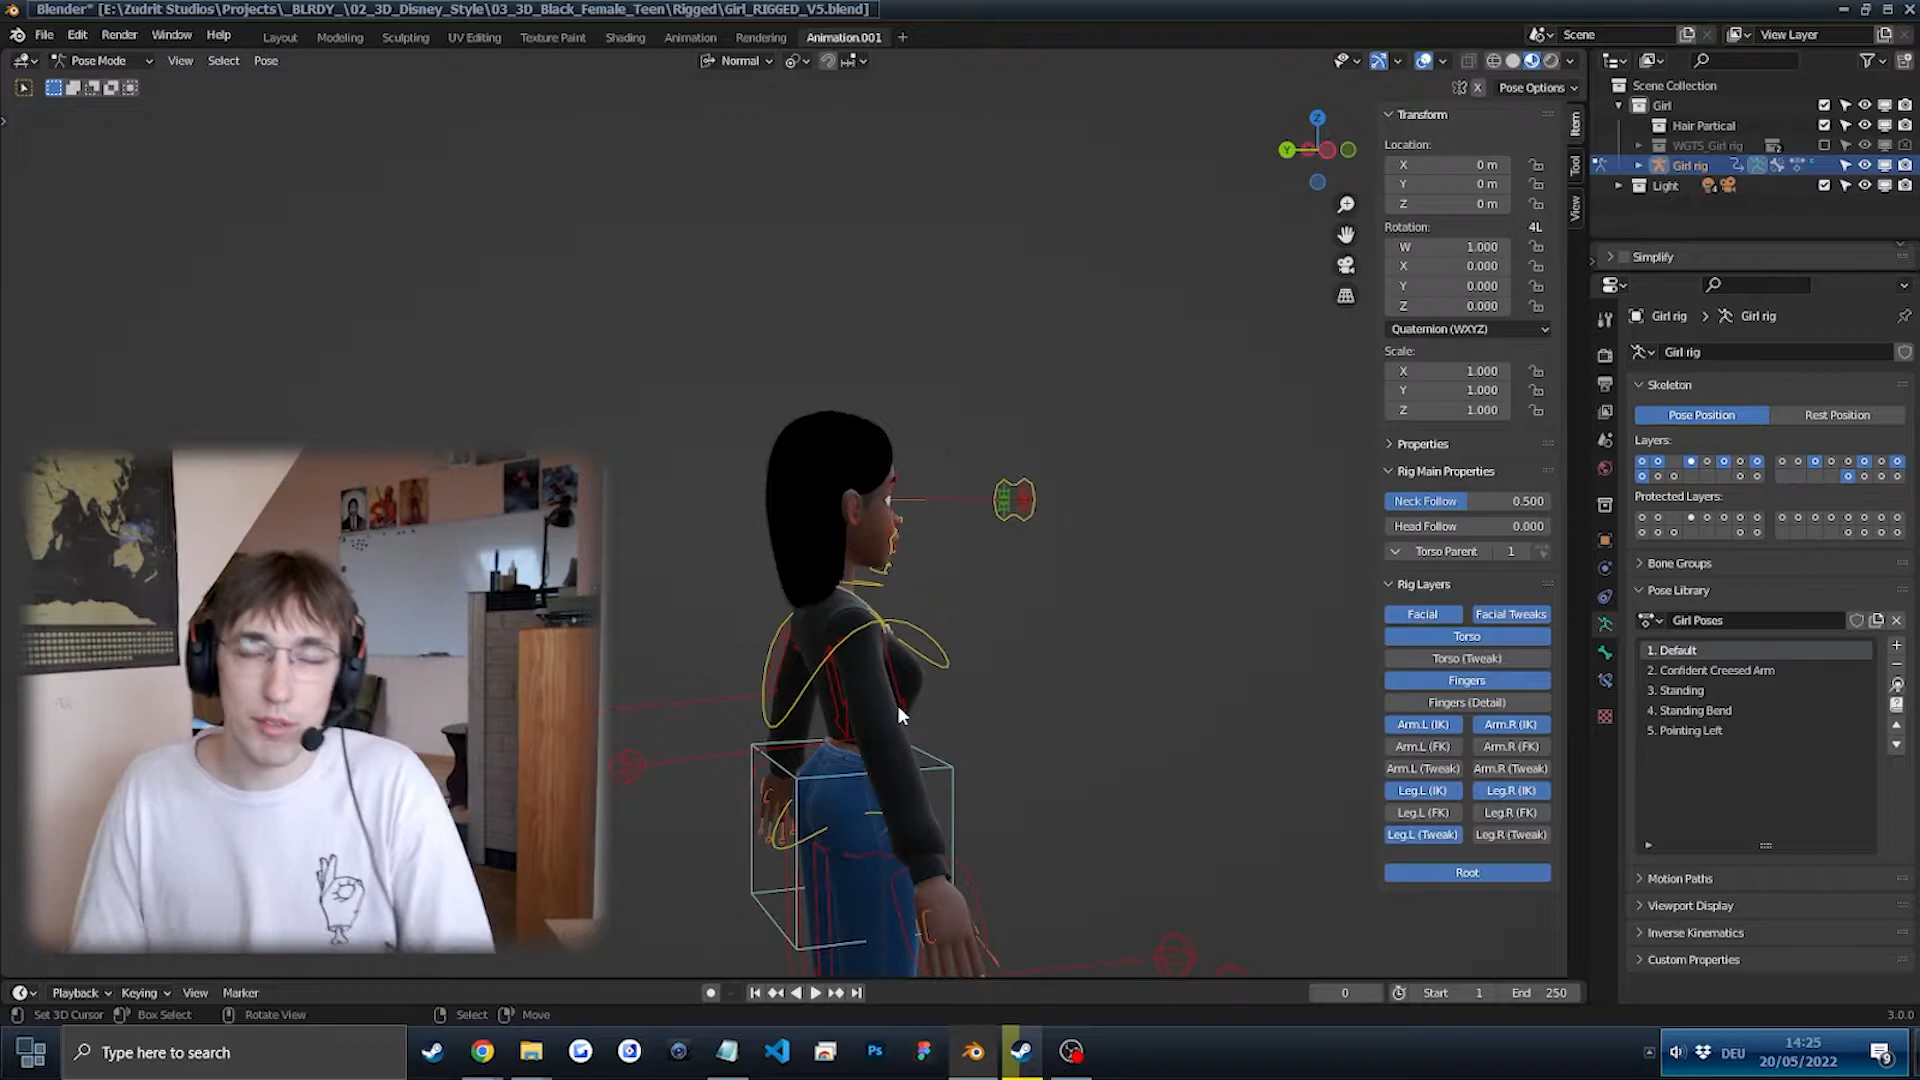 Blender* [E:\Zudrit Studios\Projects\_BLRDY_\02_3D_Disney_Style\03_3D_Black_Female_Teen\Rigged\Girl_RIGGED_V5.blend]
File Edit Render Window Help Layout Modeling Sculpting UV Editing Texture Paint Shading Animation Rendering Animation.001 Scene View Layer
Pose Mode View Select Pose Normal
X Pose Options
Scene Collection
Girl
Hair Partical
WGTS_Girl rig
Girl rig
Light
Transform
Location:
X 0 m
Y 0 m
Z 0 m
Rotation: 4L
W 1.000
X 0.000
Y 0.000
Z 0.000
Quaternion (WXYZ)
Scale:
X 1.000
Y 1.000
Z 1.000
Properties
Rig Main Properties
Neck Follow 0.500
Head Follow 0.000
Torso Parent 1
Rig Layers
Facial Facial Tweaks
Torso
Torso (Tweak)
Fingers
Fingers (Detail)
Arm.L (IK) Arm.R (IK)
Arm.L (FK) Arm.R (FK)
Arm.L (Tweak) Arm.R (Tweak)
Leg.L (IK) Leg.R (IK)
Leg.L (FK) Leg.R (FK)
Leg.L (Tweak) Leg.R (Tweak)
Root
Item
Tool
View
Z
Y
Simplify
Girl rig Girl rig
Girl rig
Skeleton
Pose Position Rest Position
Layers:
Protected Layers:
Bone Groups
Pose Library
Girl Poses
1. Default
2. Confident Creesed Arm
3. Standing
4. Standing Bend
5. Pointing Left
Motion Paths
Viewport Display
Inverse Kinematics
Custom Properties
Playback Keying View Marker 0 Start 1 End 250
Set 3D Cursor Box Select Rotate View Select Move 3.0.0
Type here to search Ps DEU 14:25
20/05/2022
9